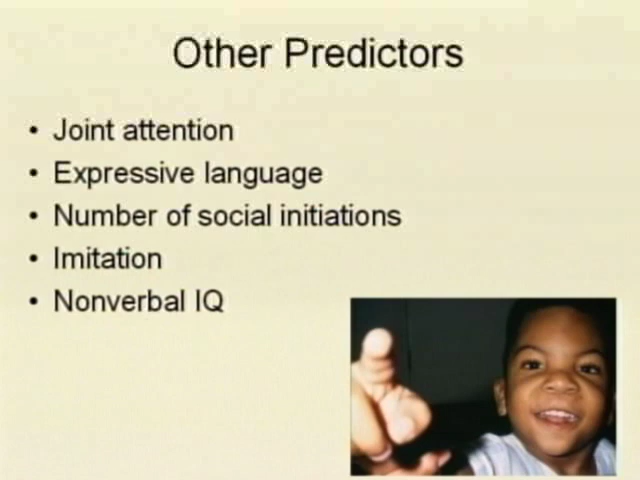 Other Predictors
• Joint attention
• Expressive language
• Number of social initiations
• Imitation
• Nonverbal IQ